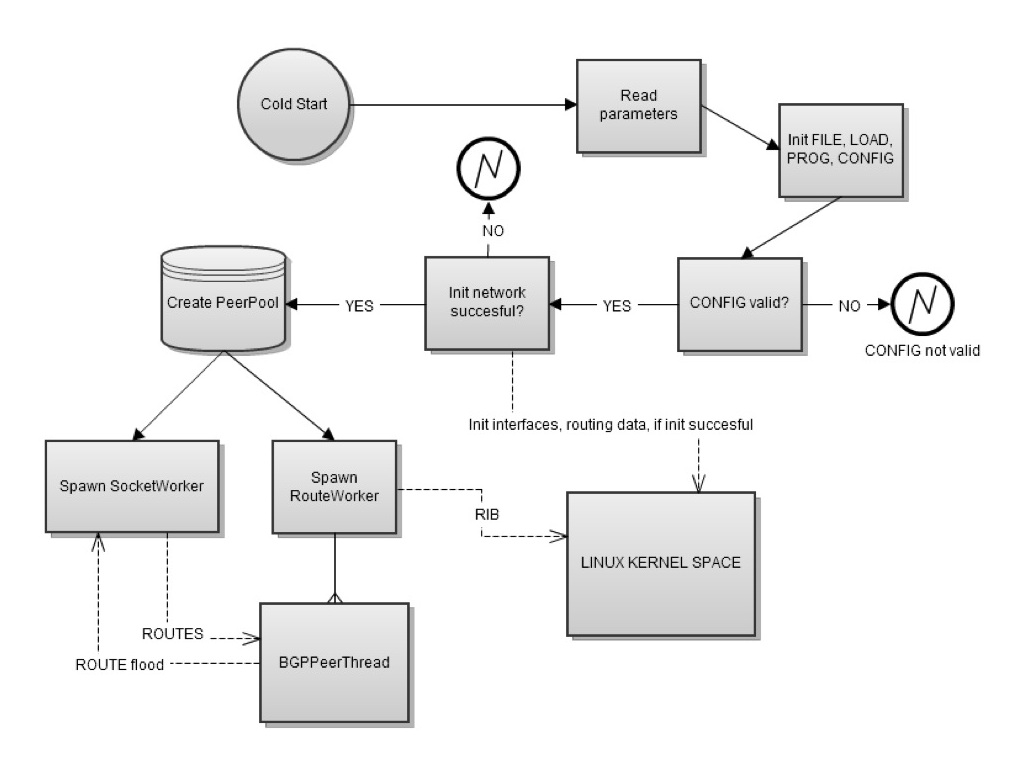 Cold Start
Read
parameters
Init FILE, LOAD,
PROG, CONFIG
NO
Create PeerPool
YES
Init network
succesful?
YES
CONFIG valid?
NO
CONFIG not valid
Init interfaces, routing data, if init succesful
Spawn SocketWorker
Spawn
RouteWorker
RIB
LINUX KERNEL SPACE
ROUTES
ROUTE flood
BGPPeerThread